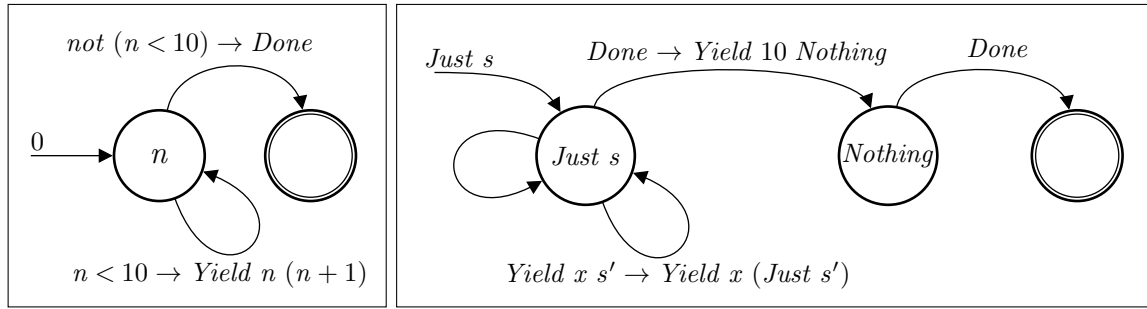 not (n < 10) → Done
0
n
n < 10 → Yield n (n + 1)
Just s
Done → Yield 10 Nothing
Done
Just s
Nothing
Yield x s′ → Yield x (Just s′)